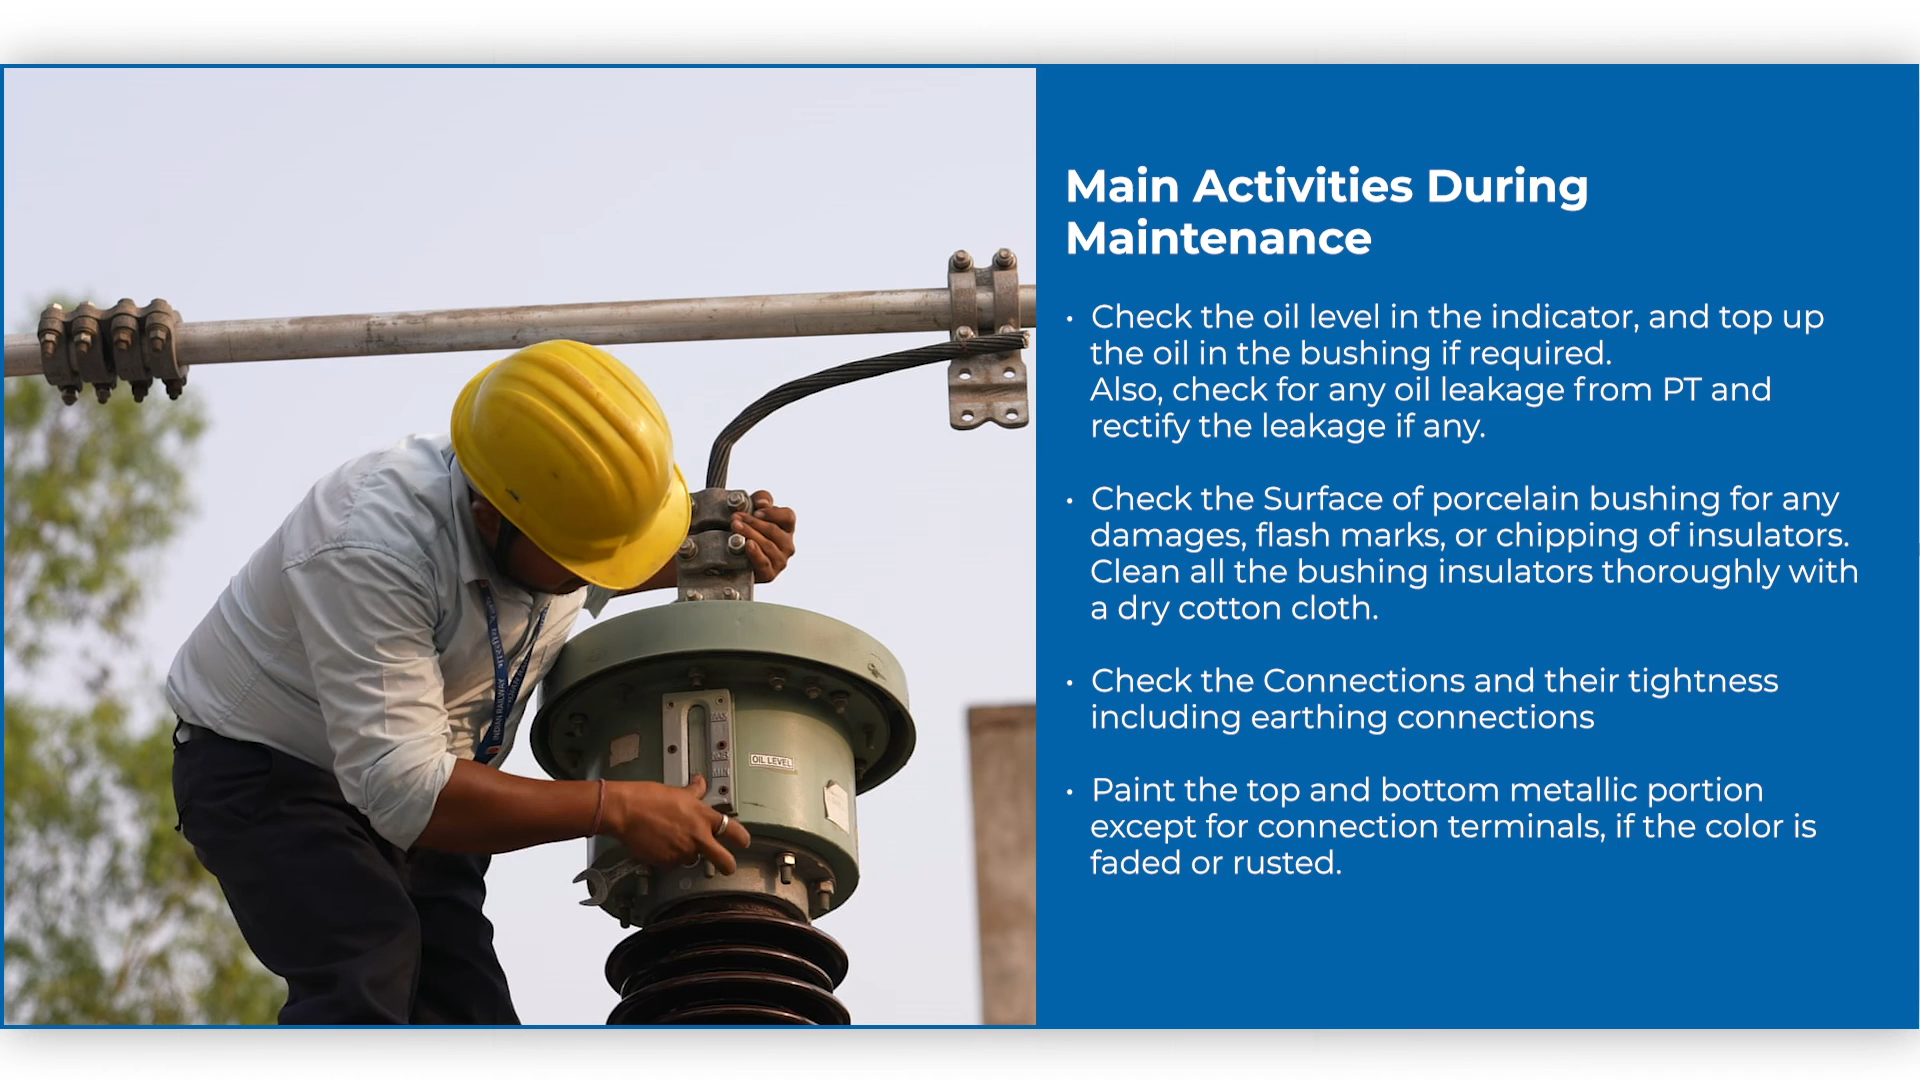 Main Activities During
Maintenance
• Check the oil level in the indicator, and top up
the oil in the bushing if required.
Also, check for any oil leakage from PT and
rectify the leakage if any.
• Check the Surface of porcelain bushing for any
damages, flash marks, or chipping of insulators.
Clean all the bushing insulators thoroughly with
a dry cotton cloth.
• Check the Connections and their tightness
including earthing connections
• Paint the top and bottom metallic portion
except for connection terminals, if the color is
faded or rusted.
MAX
MIN
OIL LEVEL
INDIAN RAILWAY